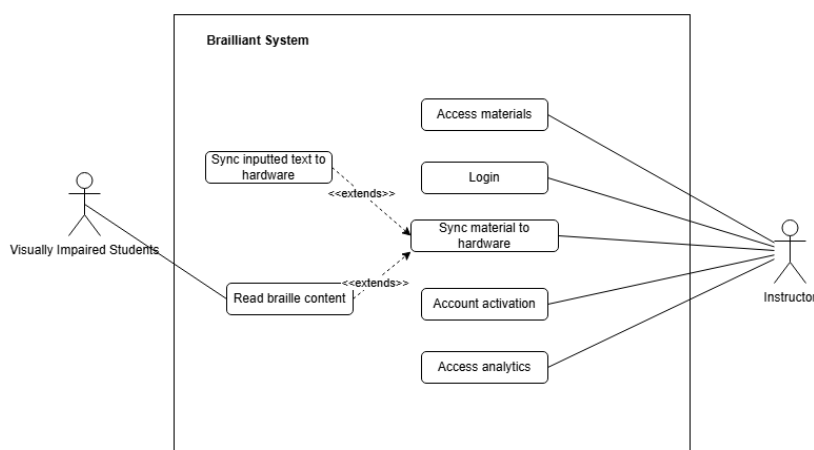 Brailliant System
Access materials
Sync inputted text to
hardware
Login
<<extends>>
Sync material to
hardware
Visually Impaired Students
<<extends>>
Read braille content
Account activation
Instructor
Access analytics